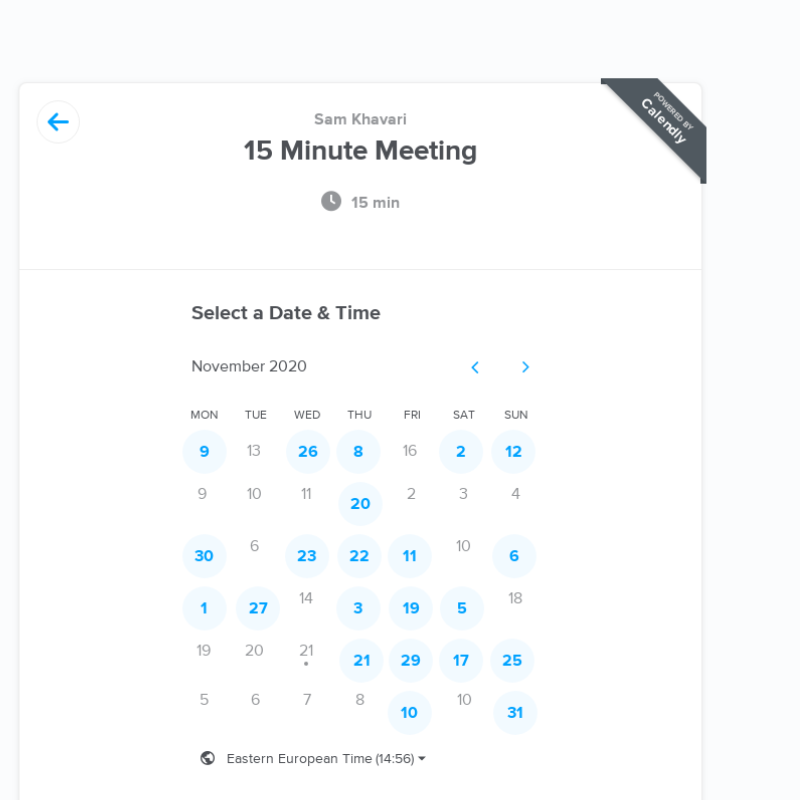 POWERED BY
Calendly
Sam Khavari
15 Minute Meeting
15 min
Select a Date & Time
November 2020
MON TUE WED THU FRI SAT SUN
9 13 26 8 16 2 12
9 10 11 20 2 3 4
30 6 23 22 11 10 6
1 27 14 3 19 5 18
19 20 21 21 29 17 25
5 6 7 8 10 10 31
Eastern European Time (14:56)